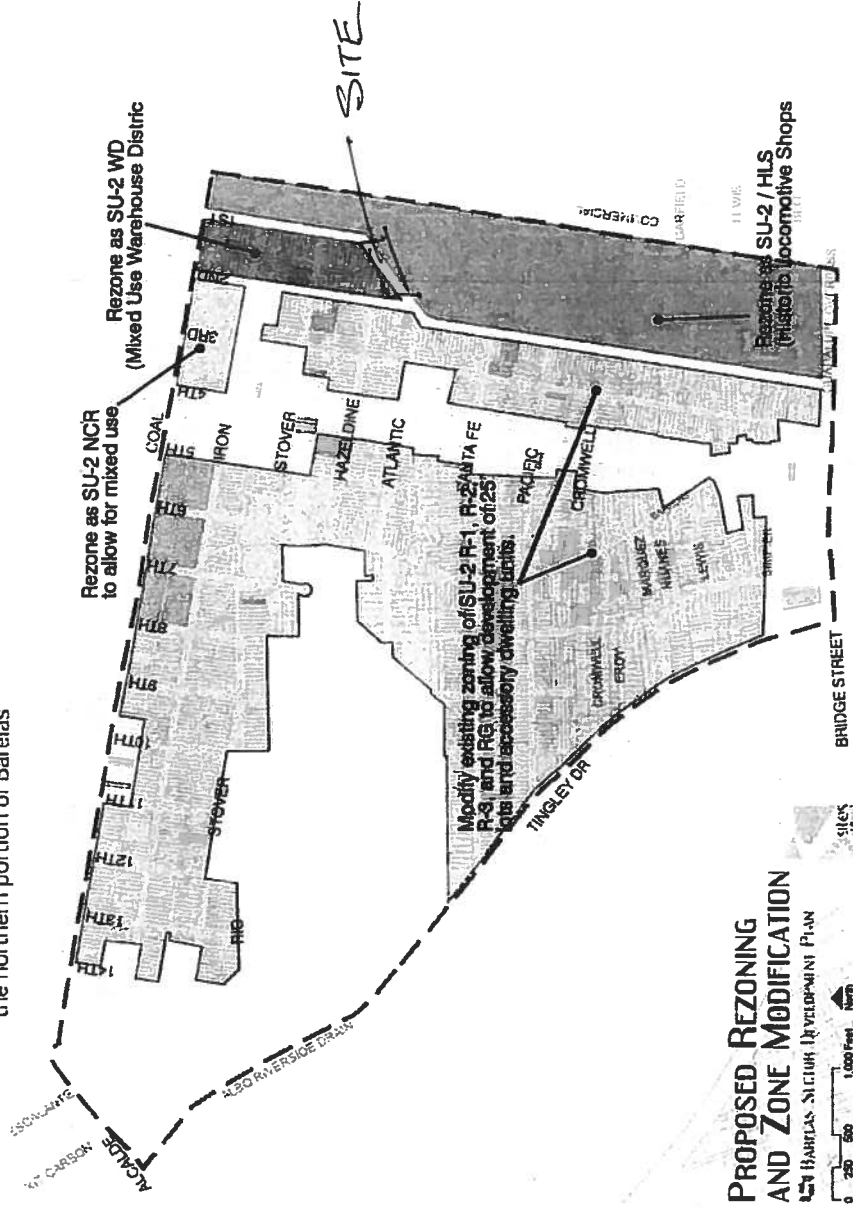 the northern portion of Barelas
Rezone as SU-2 WD
(Mixed Use Warehouse Distric
SITE
Rezone as SU-2 NCR
to allow for mixed use
COAL
IRON
STOVER
HAZELDINE
ATLANTIC
SANTA FE
PACIFIC
CROMWELL
1ST
2ND
3RD
4TH
5TH
6TH
7TH
8TH
9TH
10TH
11TH
12TH
13TH
14TH
STOVER
RIO
COMMERCIAL
GARFIELD
LEWIS
Rezone as SU-2 / HLS
(Historic Locomotive Shops
Modify existing zoning of SU-2 R-1, R-2,
R-3, and RG to allow development of 25'
lots and accessory dwelling units.
CROMWELL
MARQUEZ
LEWIS
TINGLEY DR
BRIDGE STREET
ALBQ RIVERSIDE DRAIN
ESCALANTE
KIT CARSON
ALCALDE
PROPOSED REZONING
AND ZONE MODIFICATION
BARELAS SECTOR DEVELOPMENT PLAN
0 250 500 1,000 Feet North